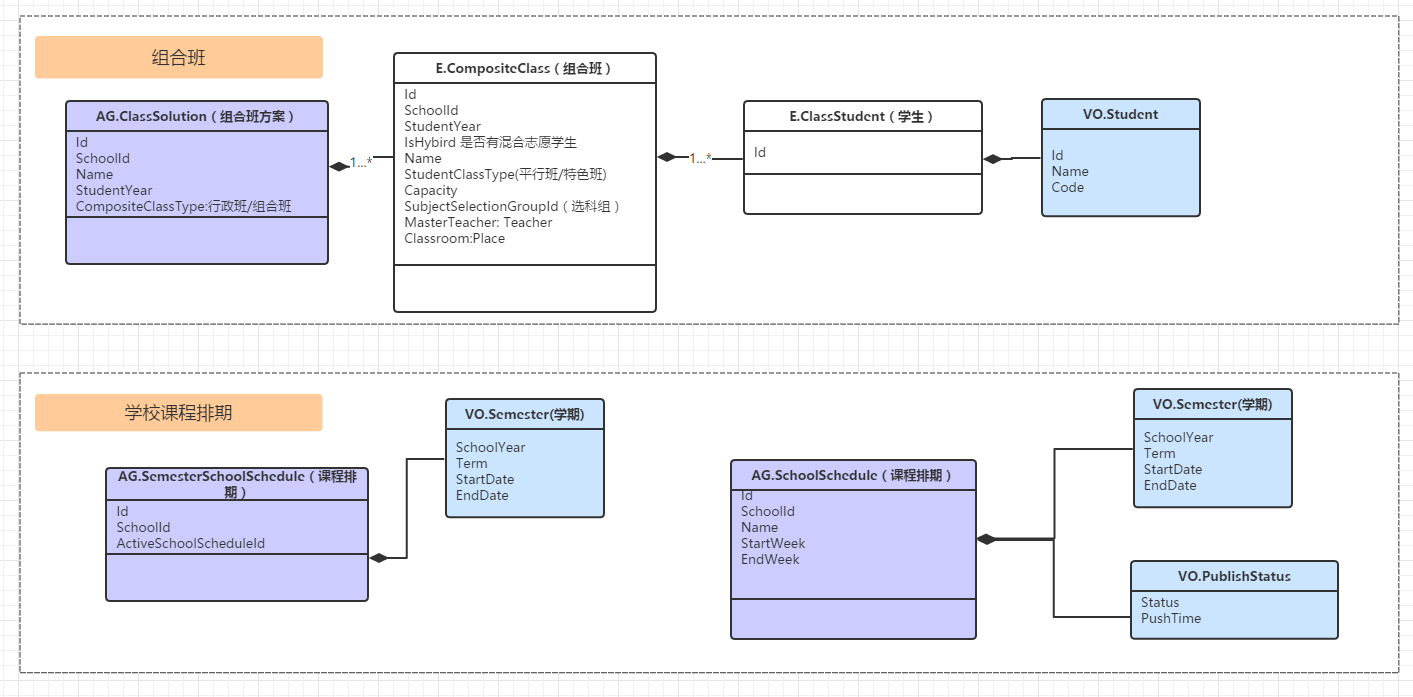 组合班
AG.ClassSolution（组合班方案）
Id
SchoolId
Name
StudentYear
CompositeClassType:行政班/组合班
1...*
E.CompositeClass（组合班）
Id
SchoolId
StudentYear
IsHybird 是否有混合志愿学生
Name
StudentClassType(平行班/特色班)
Capacity
SubjectSelectionGroupId（选科组）
MasterTeacher: Teacher
Classroom:Place
1...*
E.ClassStudent（学生）
Id
VO.Student
Id
Name
Code
学校课程排期
AG.SemesterSchoolSchedule（课程排
期）
Id
SchoolId
ActiveSchoolScheduleId
VO.Semester(学期)
SchoolYear
Term
StartDate
EndDate
AG.SchoolSchedule（课程排期）
Id
SchoolId
Name
StartWeek
EndWeek
VO.Semester(学期)
SchoolYear
Term
StartDate
EndDate
VO.PublishStatus
Status
PushTime